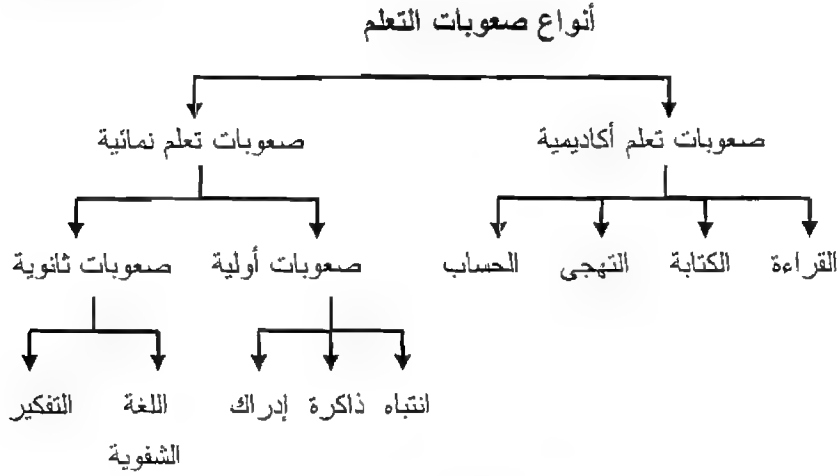 أنواع صعوبات التعلم
صعوبات تعلم أكاديمية صعوبات تعلم نمائية
القراءة الكتابة التهجى الحساب صعوبات أولية صعوبات ثانوية
انتباه ذاكرة إدراك اللغة التفكير
الشفوية